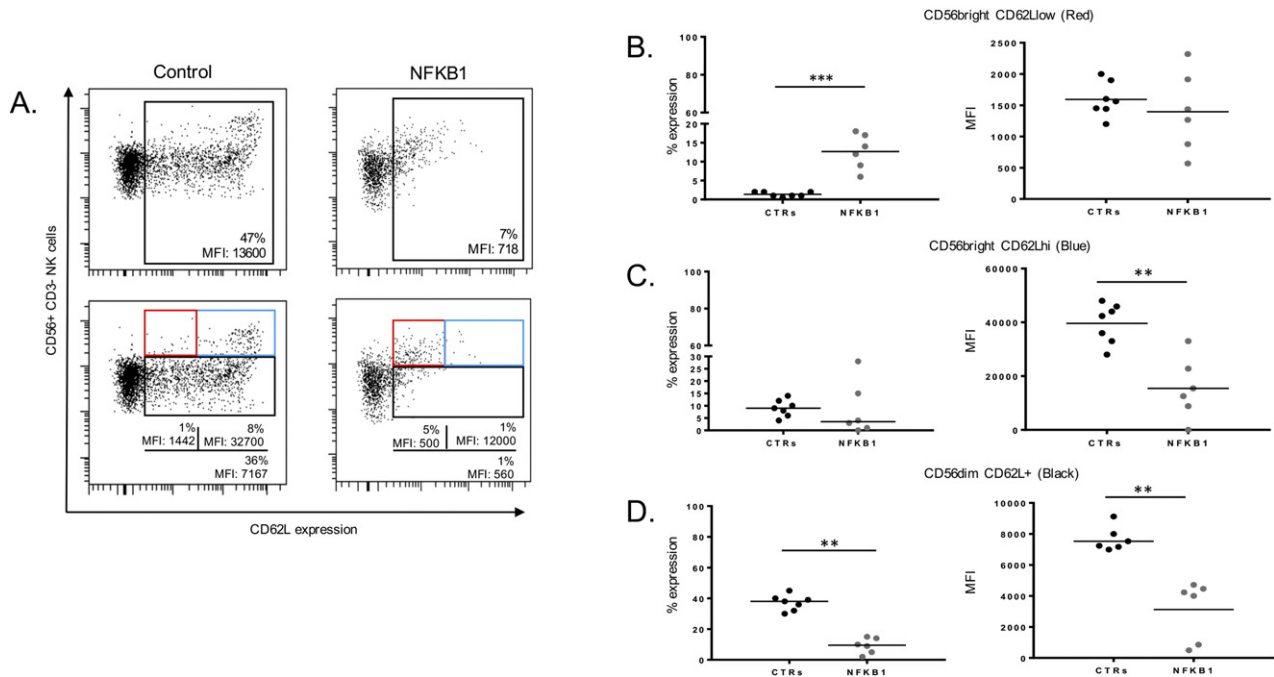 A.
Control
NFKB1
CD56+ CD3- NK cells
47%
MFI: 13600
7%
MFI: 718
1%
MFI: 1442
8%
MFI: 32700
36%
MFI: 7167
5%
MFI: 500
1%
MFI: 12000
1%
MFI: 560
CD62L expression
CD56bright CD62Llow (Red)
B.
% expression
100
80
60
20
15
10
5
0
***
CTRs
NFKB1
MFI
2500
2000
1500
1000
500
0
CTRs
NFKB1
CD56bright CD62Lhi (Blue)
C.
% expression
100
80
60
30
25
20
15
10
5
0
CTRs
NFKB1
MFI
60000
40000
20000
0
**
CTRs
NFKB1
CD56dim CD62L+ (Black)
D.
% expression
100
80
60
40
20
0
**
CTRs
NFKB1
MFI
10000
8000
6000
4000
2000
0
**
CTRs
NFKB1